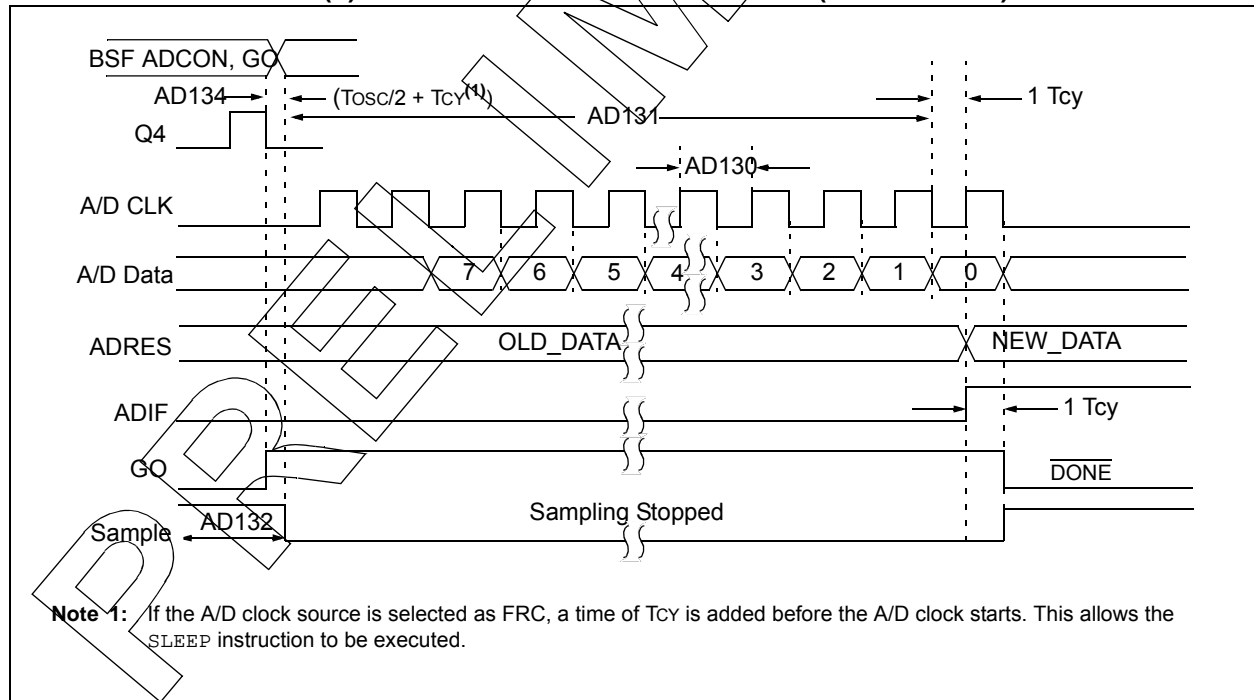 BSF ADCON, GO
AD134
(TOSC/2 + TCY(1))
AD131
1 Tcy
Q4
AD130
A/D CLK
A/D Data
7 6 5 4 3 2 1 0
ADRES
OLD_DATA
NEW_DATA
ADIF
1 Tcy
GO
DONE
Sample
AD132
Sampling Stopped
Note 1: If the A/D clock source is selected as FRC, a time of TCY is added before the A/D clock starts. This allows the
SLEEP instruction to be executed.